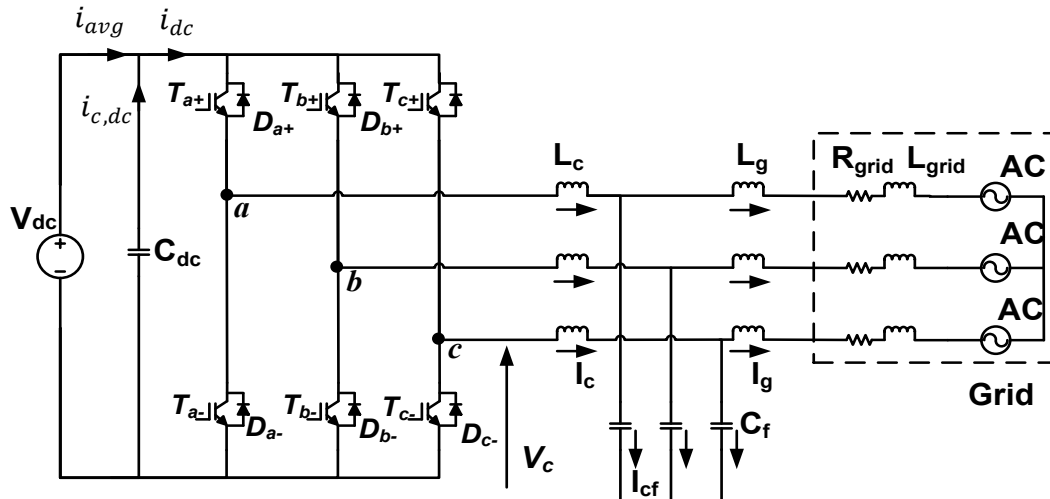 i_avg
i_dc
i_c,dc
T_a+
D_a+
T_b+
D_b+
T_c+
L_c
L_g
R_grid
L_grid
AC
a
V_dc
C_dc
b
AC
c
AC
I_c
I_g
Grid
T_a-
D_a-
T_b-
D_b-
T_c-
D_c-
V_c
C_f
I_cf